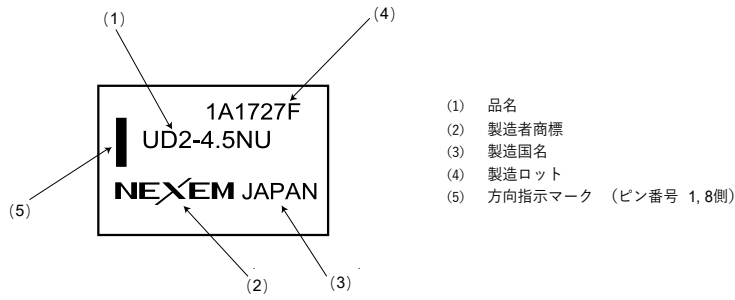 (1)
(4)
1A1727F
UD2-4.5NU
NEXEM JAPAN
(5)
(2)
(3)
(1) 品名
(2) 製造者商標
(3) 製造国名
(4) 製造ロット
(5) 方向指示マーク (ピン番号 1, 8側)